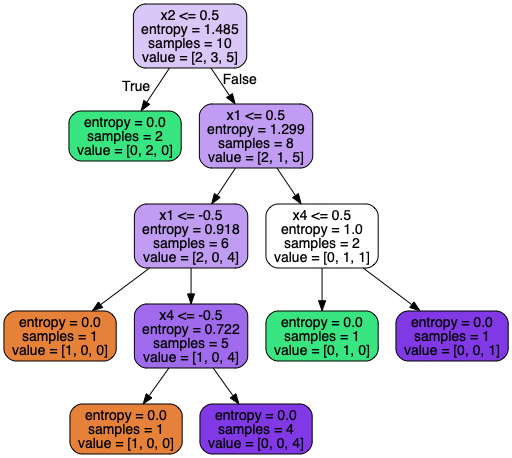 x2 <= 0.5
entropy = 1.485
samples = 10
value = [2, 3, 5]
True
False
entropy = 0.0
samples = 2
value = [0, 2, 0]
x1 <= 0.5
entropy = 1.299
samples = 8
value = [2, 1, 5]
x1 <= -0.5
entropy = 0.918
samples = 6
value = [2, 0, 4]
x4 <= 0.5
entropy = 1.0
samples = 2
value = [0, 1, 1]
entropy = 0.0
samples = 1
value = [1, 0, 0]
x4 <= -0.5
entropy = 0.722
samples = 5
value = [1, 0, 4]
entropy = 0.0
samples = 1
value = [0, 1, 0]
entropy = 0.0
samples = 1
value = [0, 0, 1]
entropy = 0.0
samples = 1
value = [1, 0, 0]
entropy = 0.0
samples = 4
value = [0, 0, 4]